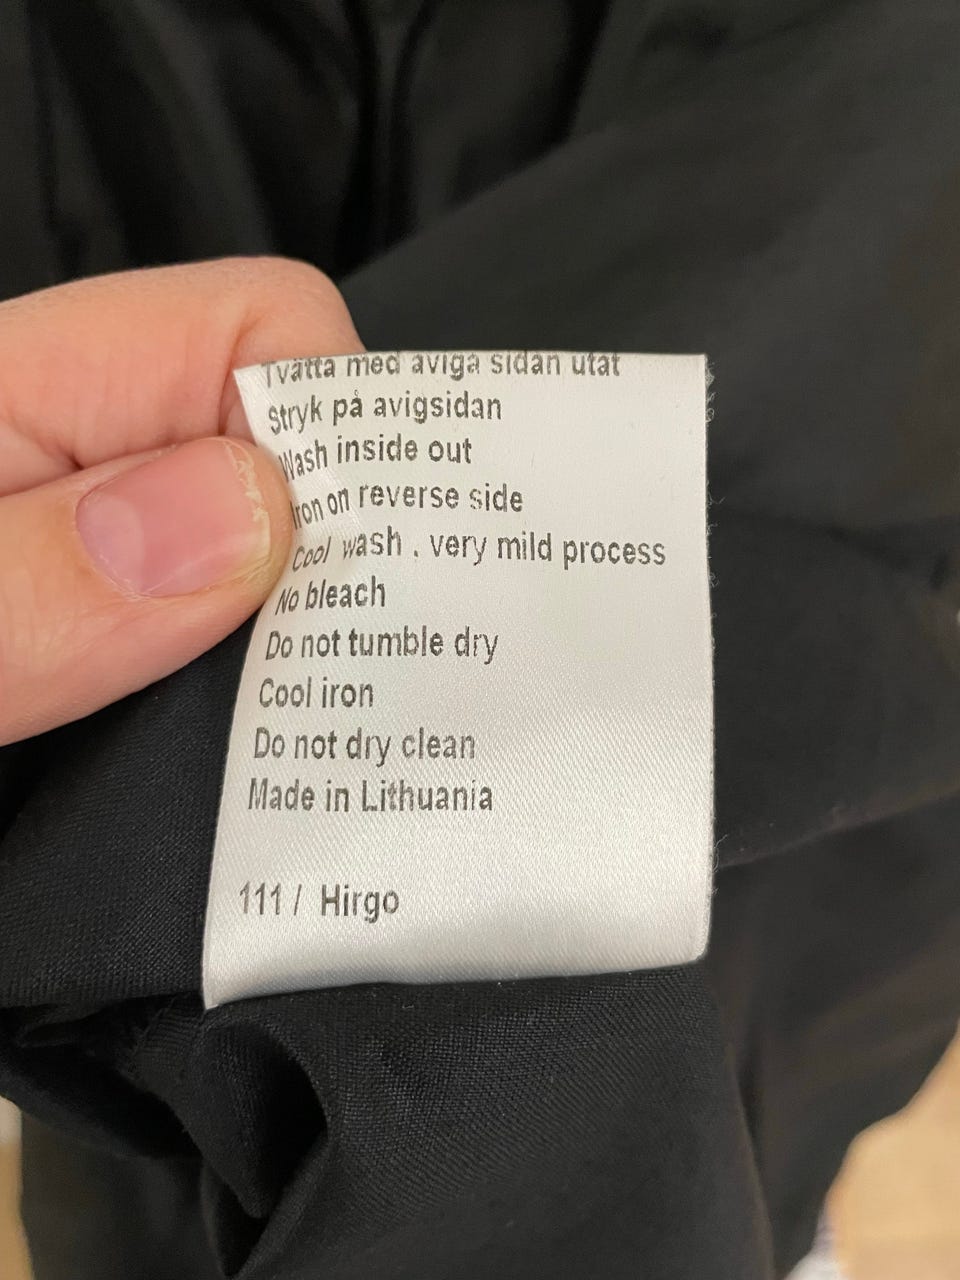 Tvätta med aviga sidan utåt
Stryk på avigsidan
Wash inside out
Iron on reverse side
Cool wash , very mild process
No bleach
Do not tumble dry
Cool iron
Do not dry clean
Made in Lithuania
111 / Hirgo